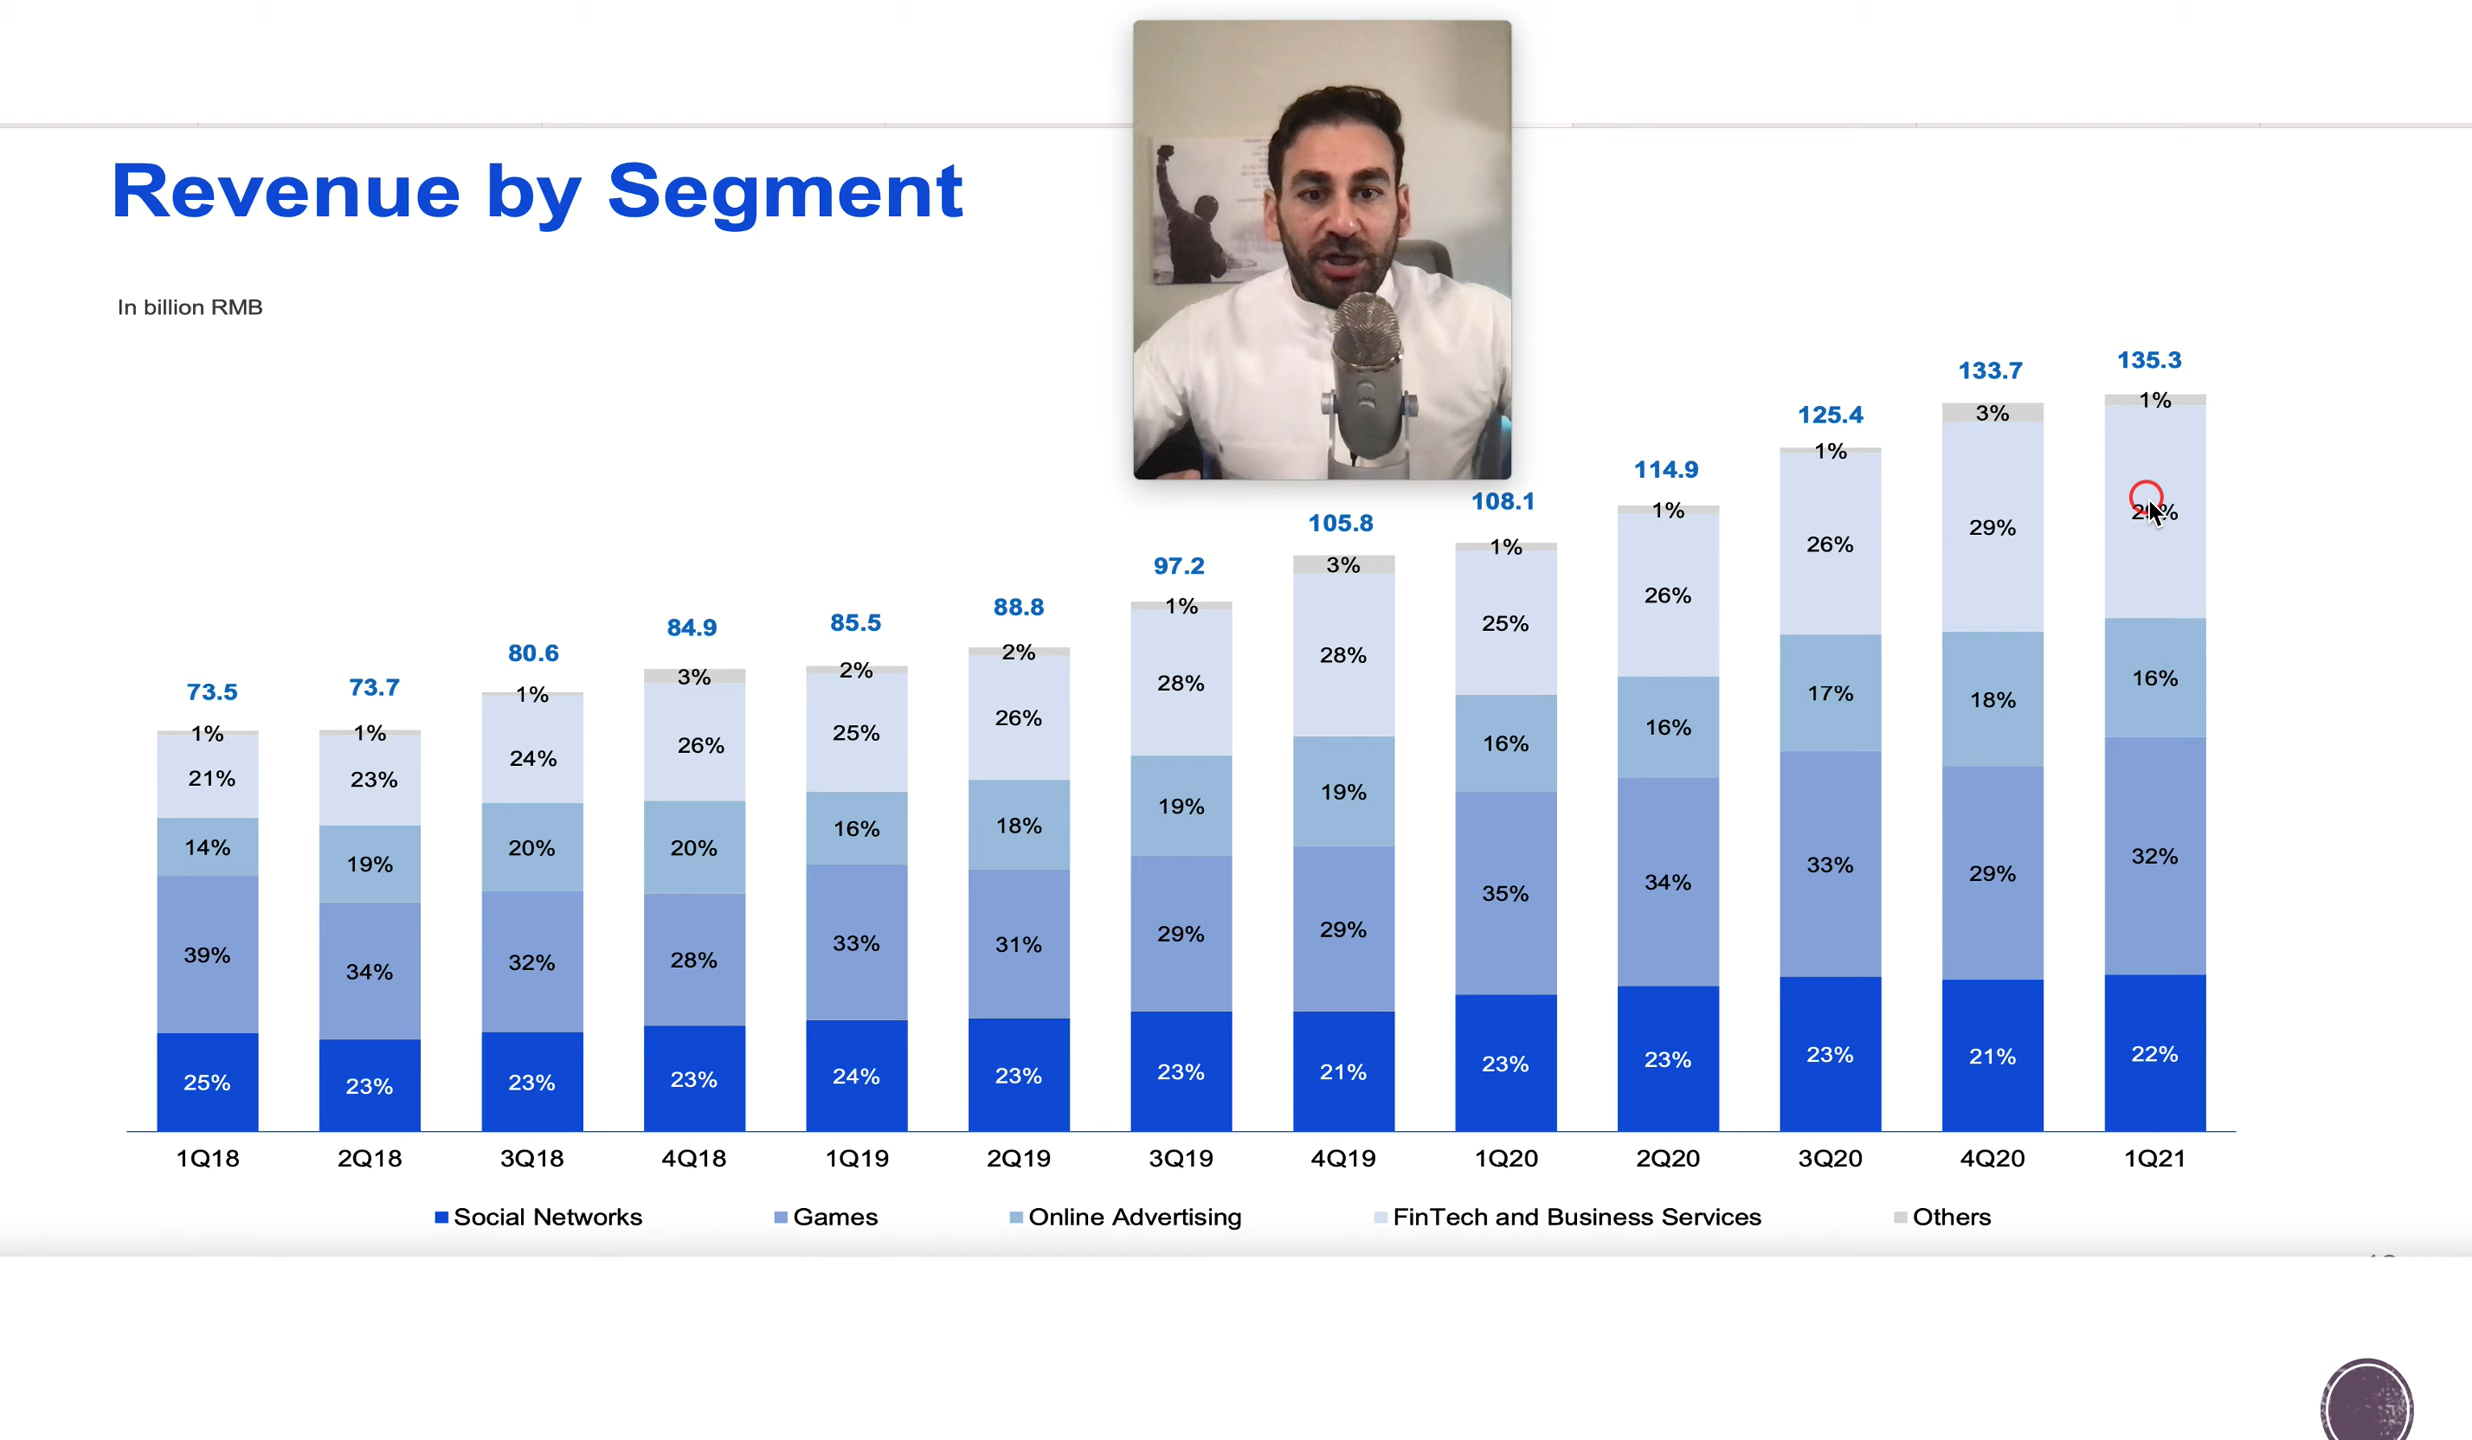 Revenue by Segment
In billion RMB
73.5 73.7 80.6 84.9 85.5 88.8 97.2 105.8 108.1 114.9 125.4 133.7 135.3
1% 1% 1% 3% 2% 2% 1% 3% 1% 1% 1% 3% 1%
21% 23% 24% 26% 25% 26% 28% 28% 25% 26% 26% 29%
14% 19% 20% 20% 16% 18% 19% 19% 16% 16% 17% 18% 16%
39% 34% 32% 28% 33% 31% 29% 29% 35% 34% 33% 29% 32%
25% 23% 23% 23% 24% 23% 23% 21% 23% 23% 23% 21% 22%
1Q18 2Q18 3Q18 4Q18 1Q19 2Q19 3Q19 4Q19 1Q20 2Q20 3Q20 4Q20 1Q21
Social Networks Games Online Advertising FinTech and Business Services Others